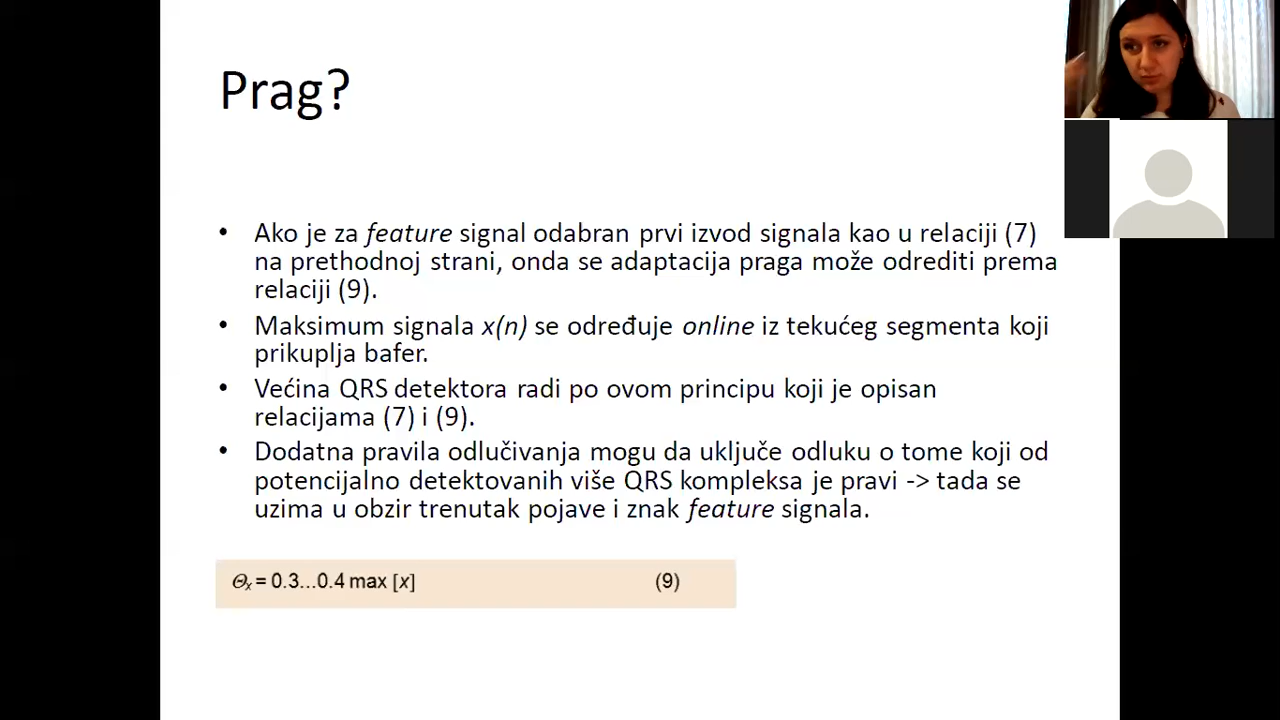 Prag?
• Ako je za feature signal odabran prvi izvod signala kao u relaciji (7)
na prethodnoj strani, onda se adaptacija praga može odrediti prema
relaciji (9).
• Maksimum signala x(n) se određuje online iz tekućeg segmenta koji
prikuplja bafer.
• Većina QRS detektora radi po ovom principu koji je opisan
relacijama (7) i (9).
• Dodatna pravila odlučivanja mogu da uključe odluku o tome koji od
potencijalno detektovanih više QRS kompleksa je pravi -> tada se
uzima u obzir trenutak pojave i znak feature signala.
Θx = 0.3...0.4 max [x] (9)